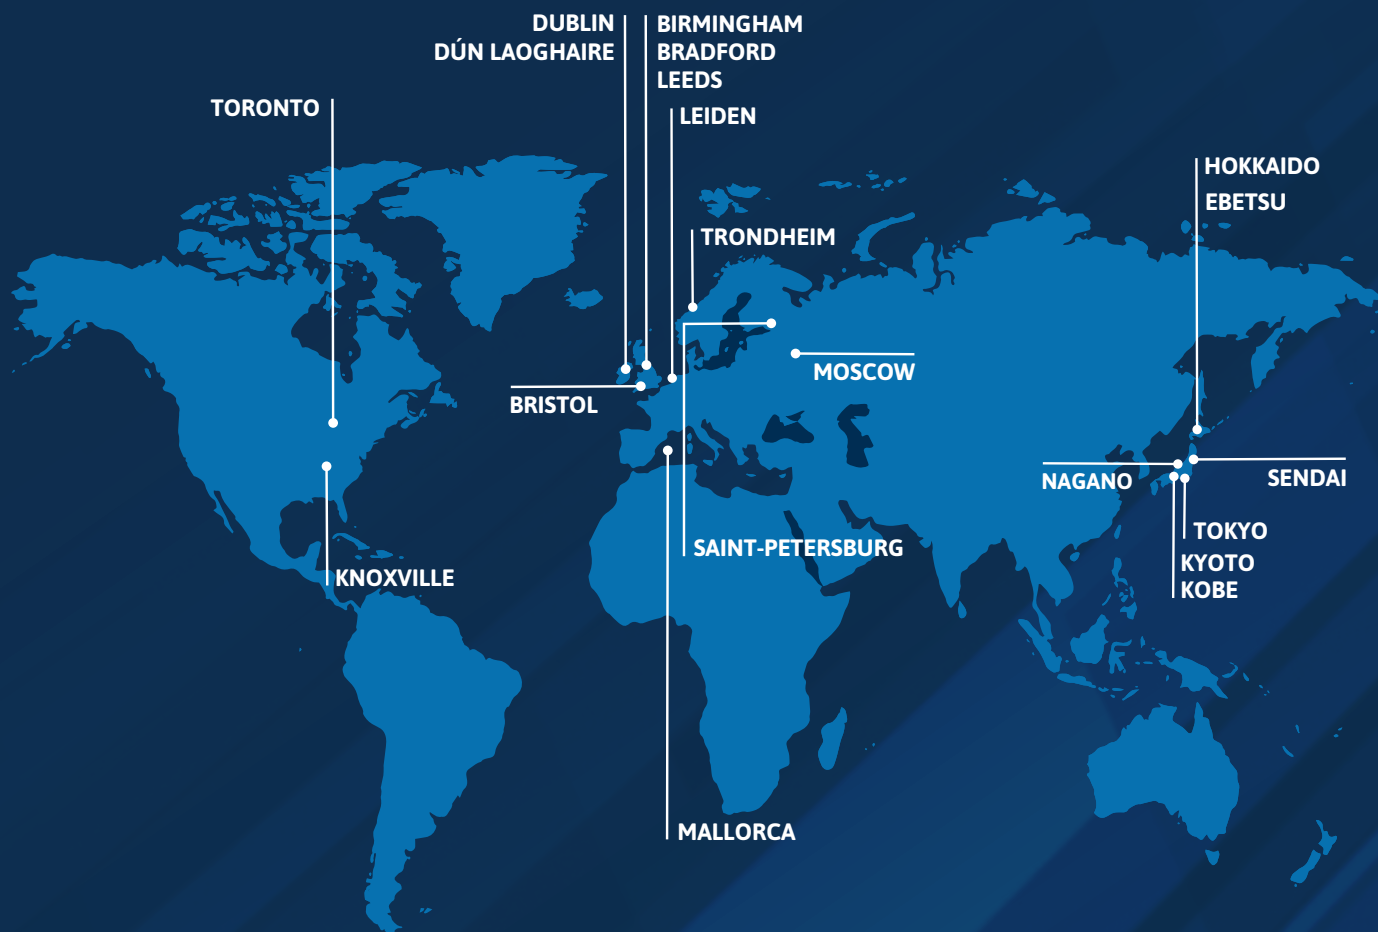 DUBLIN
DÚN LAOGHAIRE
BIRMINGHAM
BRADFORD
LEEDS
TORONTO
LEIDEN
HOKKAIDO
EBETSU
TRONDHEIM
MOSCOW
BRISTOL
NAGANO
SENDAI
TOKYO
SAINT-PETERSBURG
KYOTO
KOBE
KNOXVILLE
MALLORCA